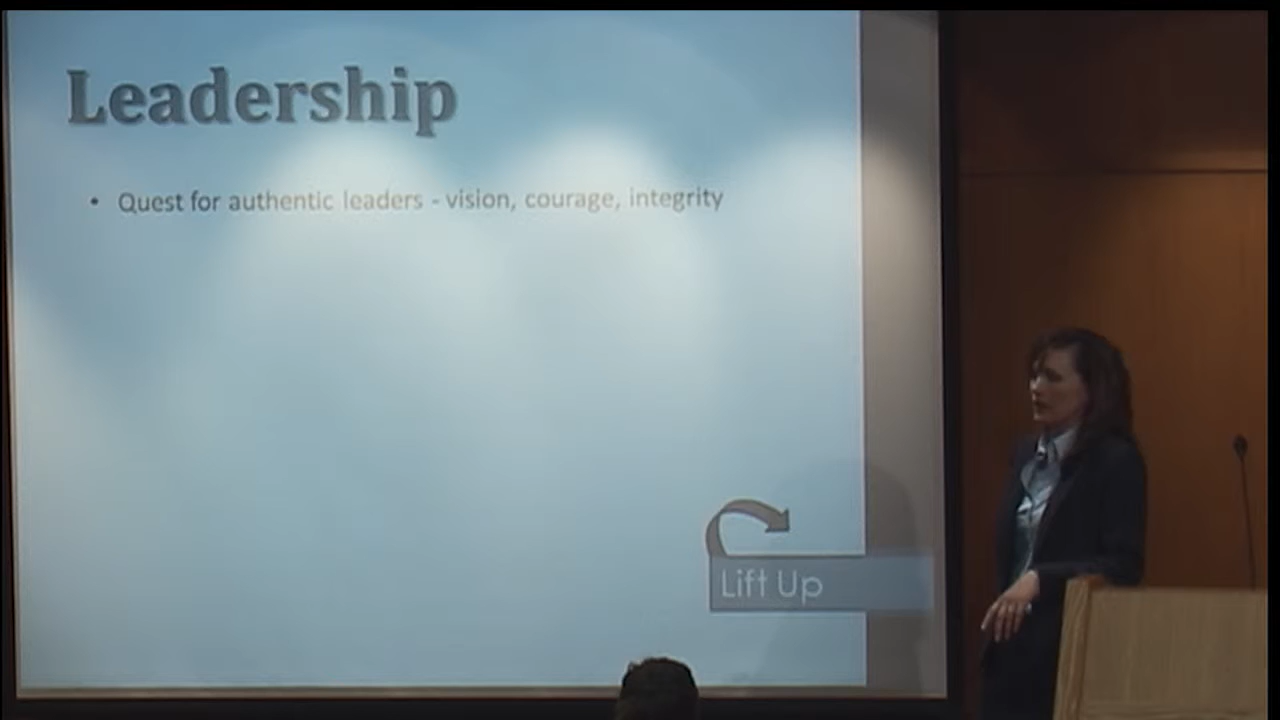 Leadership
• Quest for authentic leaders - vision, courage, integrity
Lift Up